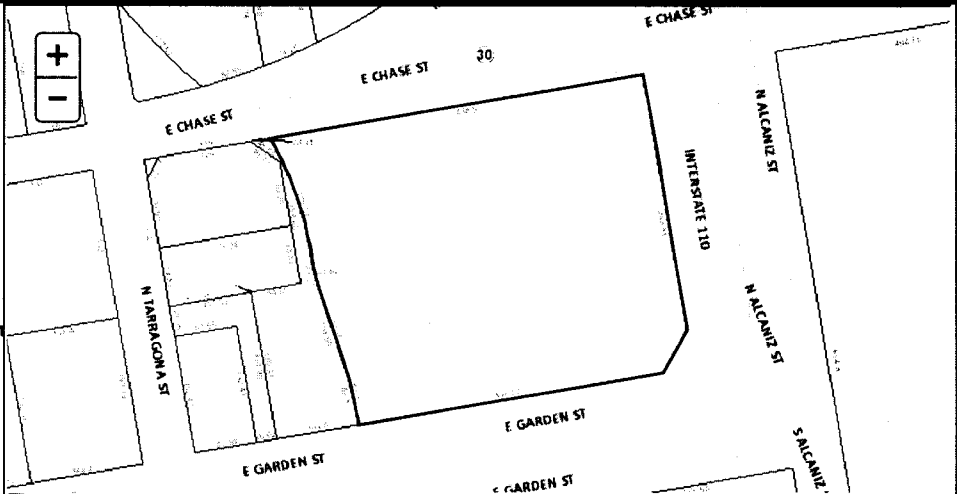 E CHASE ST
E CHASE ST
30
E CHASE ST
+
−
N ALCANIZ ST
INTERSTATE 110
N TARRAGONA ST
N ALCANIZ ST
E GARDEN ST
E GARDEN ST
S ALCANIZ
E GARDEN ST